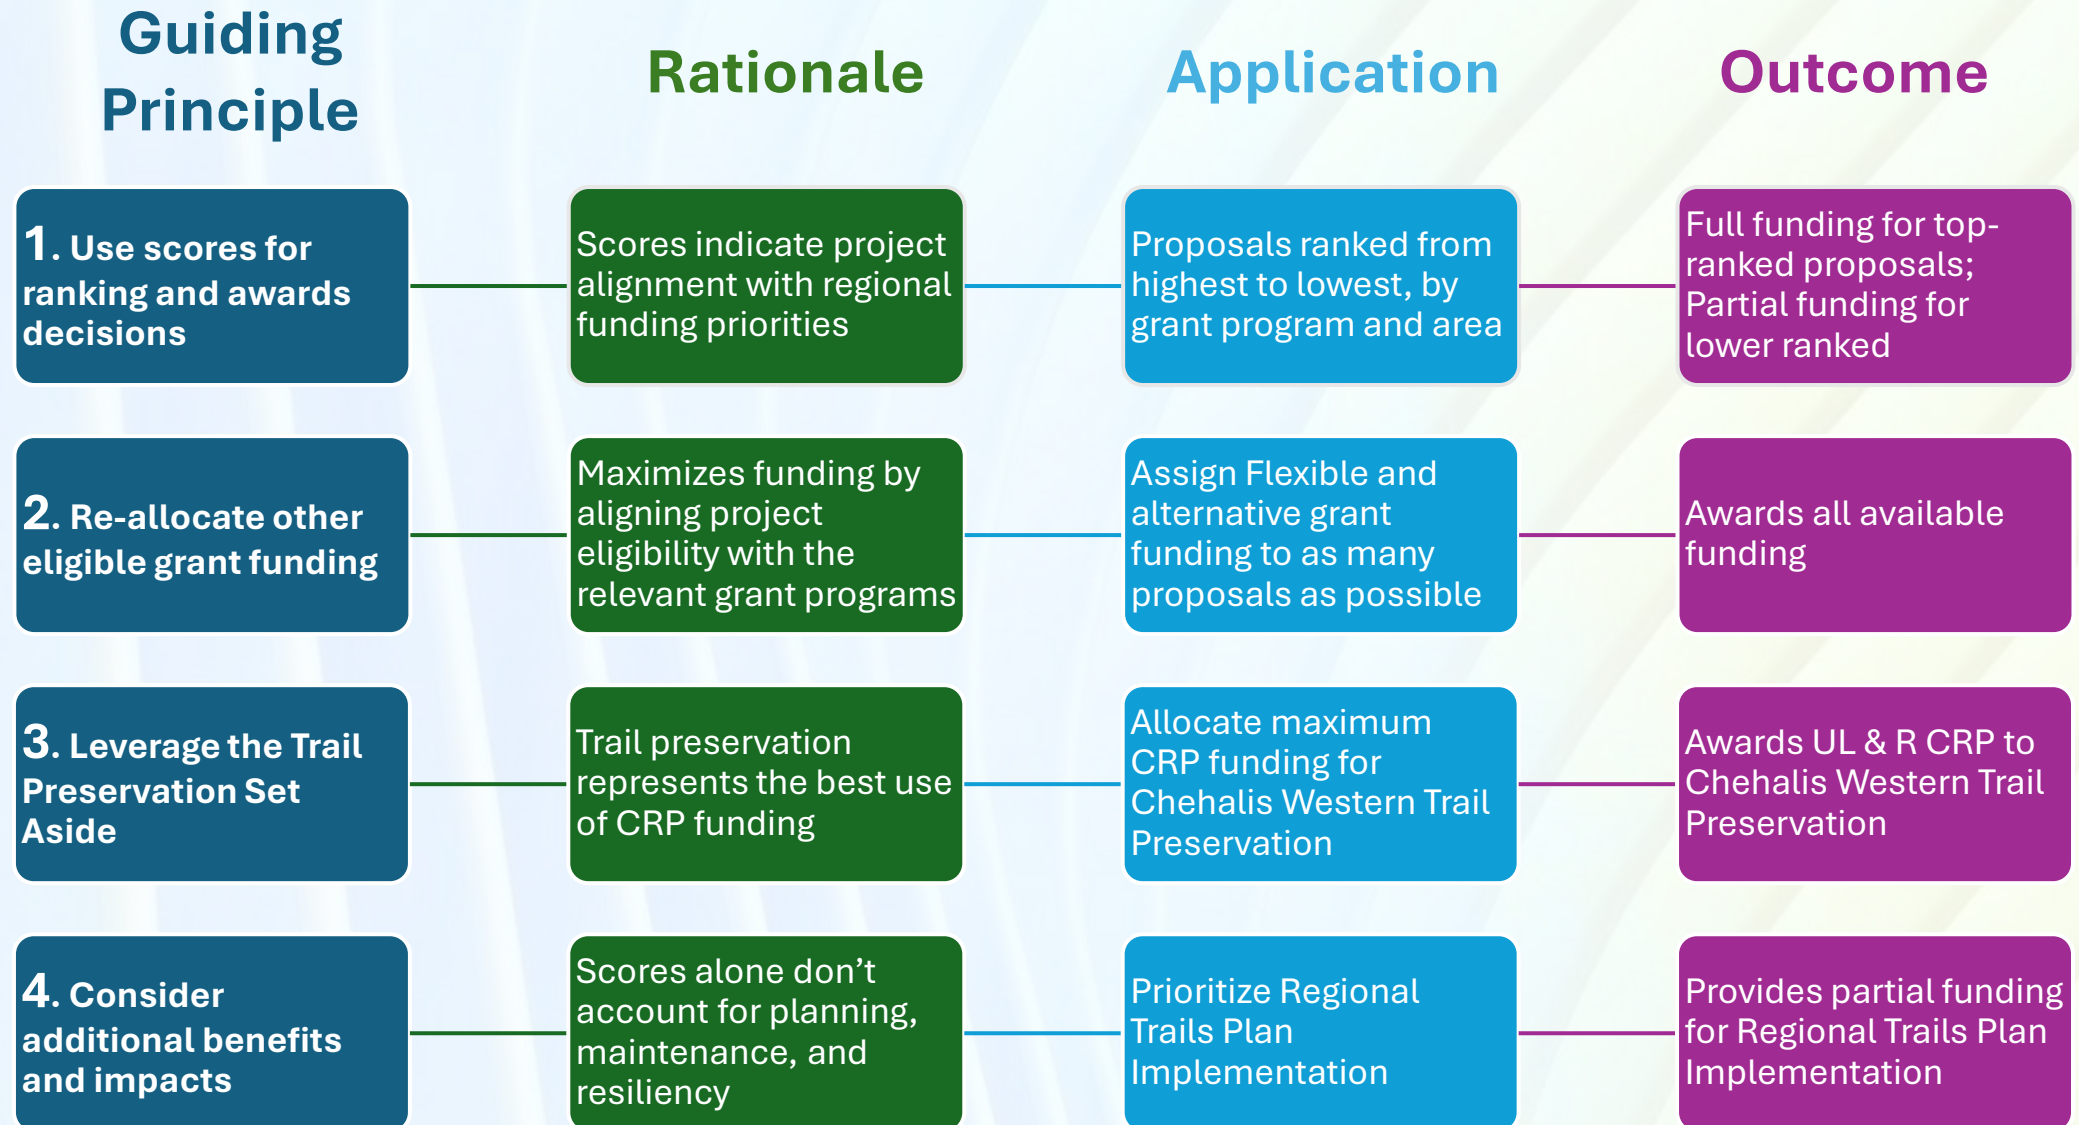 Guiding
Principle
Rationale
Application
Outcome
1. Use scores for
ranking and awards
decisions
Scores indicate project
alignment with regional
funding priorities
Proposals ranked from
highest to lowest, by
grant program and area
Full funding for top-
ranked proposals;
Partial funding for
lower ranked
2. Re-allocate other
eligible grant funding
Maximizes funding by
aligning project
eligibility with the
relevant grant programs
Assign Flexible and
alternative grant
funding to as many
proposals as possible
Awards all available
funding
3. Leverage the Trail
Preservation Set
Aside
Trail preservation
represents the best use
of CRP funding
Allocate maximum
CRP funding for
Chehalis Western Trail
Preservation
Awards UL & R CRP to
Chehalis Western Trail
Preservation
4. Consider
additional benefits
and impacts
Scores alone don’t
account for planning,
maintenance, and
resiliency
Prioritize Regional
Trails Plan
Implementation
Provides partial funding
for Regional Trails Plan
Implementation